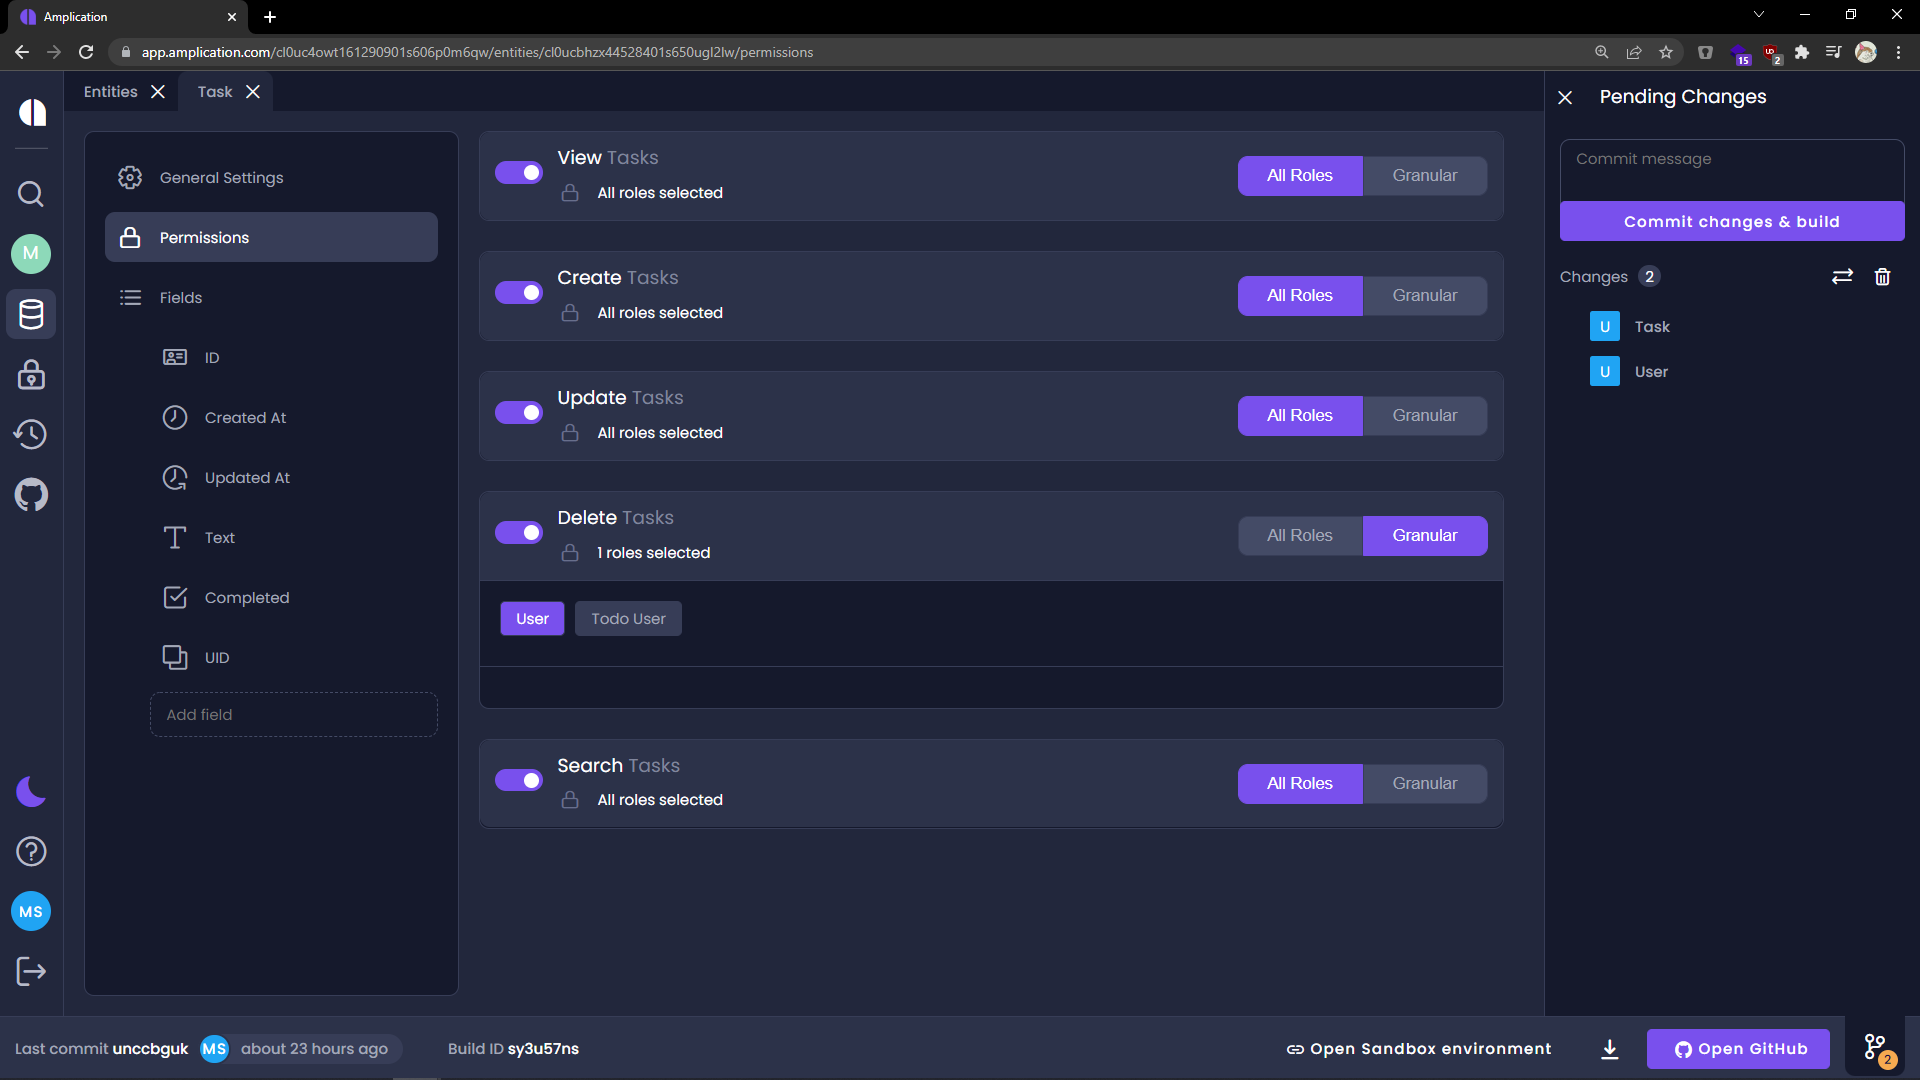 Amplication
app.amplication.com/cl0uc4owt161290901s606p0m6qw/entities/cl0ucbhzx44528401s650ugl2lw/permissions
15
2
Entities
Task
General Settings
Permissions
Fields
ID
Created At
Updated At
Text
Completed
UID
Add field
M
MS
View Tasks
All roles selected
All Roles
Granular
Create Tasks
All roles selected
All Roles
Granular
Update Tasks
All roles selected
All Roles
Granular
Delete Tasks
1 roles selected
All Roles
Granular
User
Todo User
Search Tasks
All roles selected
All Roles
Granular
Pending Changes
Commit message
Commit changes & build
Changes 2
U Task
U User
Last commit unccbguk MS about 23 hours ago
Build ID sy3u57ns
Open Sandbox environment
Open GitHub
2